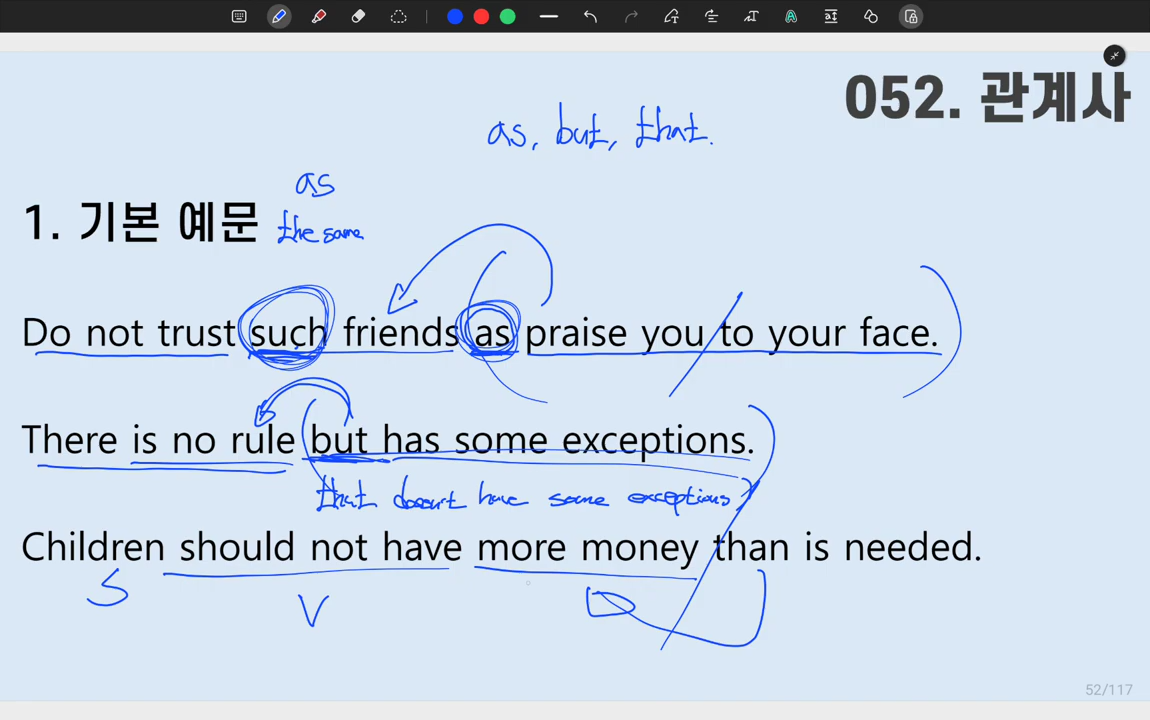 052. 관계사
as, but, that.
as
1. 기본 예문
the same
Do not trust such friends as praise you to your face.
There is no rule but has some exceptions.
that doesn't have some exceptions
Children should not have more money than is needed.
S
V
52/117